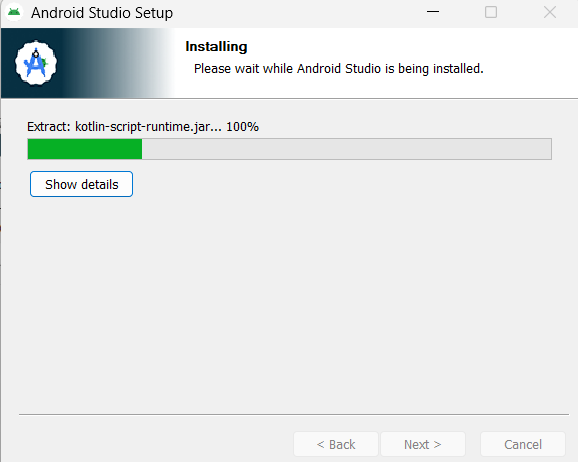 Android Studio Setup
Installing
Please wait while Android Studio is being installed.
Extract: kotlin-script-runtime.jar... 100%
Show details
< Back Next > Cancel